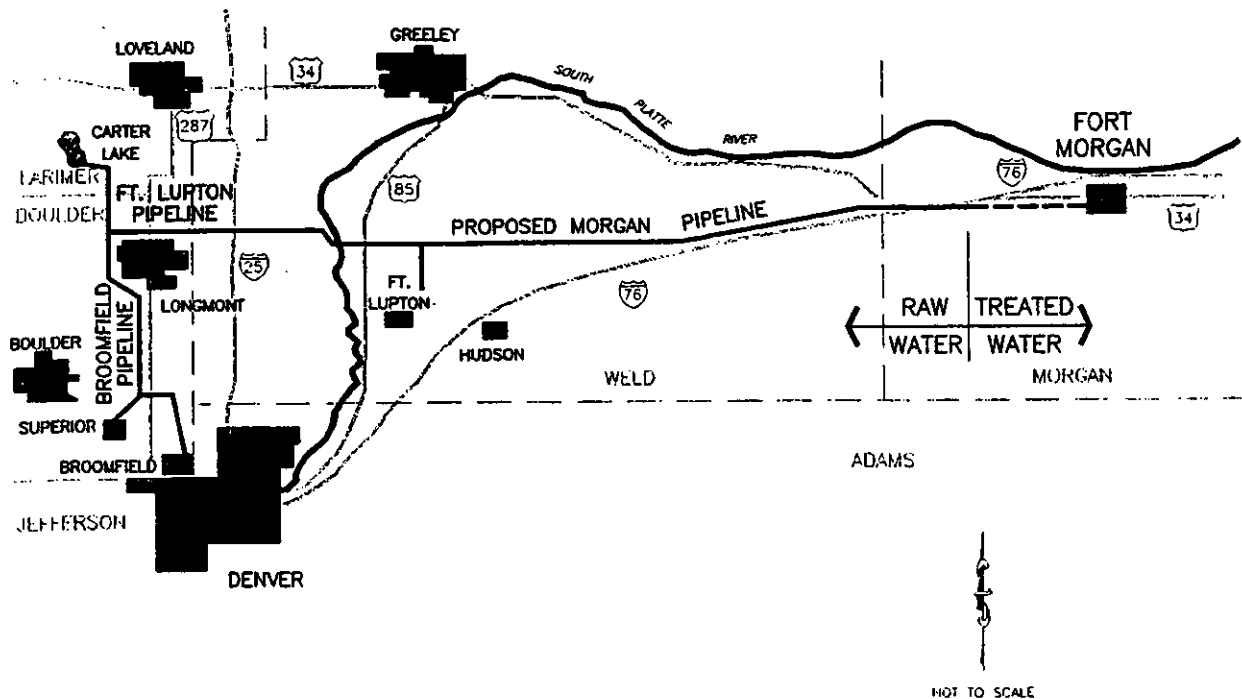 LOVELAND
GREELEY
34
SOUTH
PLATTE
RIVER
287
CARTER
LAKE
FORT
MORGAN
76
LARIMER
BOULDER
FT. LUPTON
PIPELINE
85
PROPOSED MORGAN PIPELINE
34
25
FT.
LUPTON
76
LONGMONT
HUDSON
RAW TREATED
WATER WATER
BOULDER
BROOMFIELD
PIPELINE
WELD
MORGAN
SUPERIOR
BROOMFIELD
ADAMS
JEFFERSON
DENVER
NOT TO SCALE